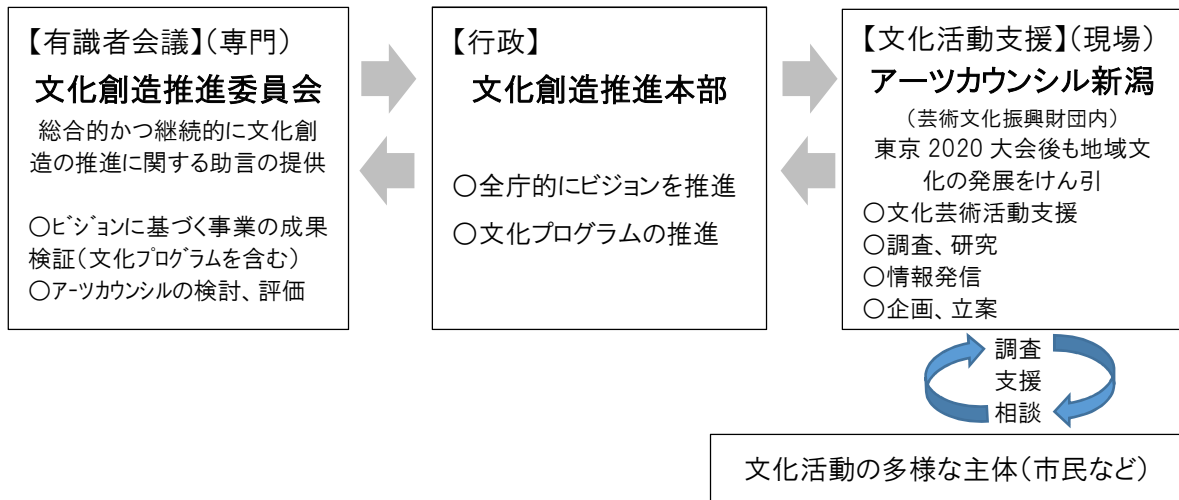 【有識者会議】(専門)
文化創造推進委員会
総合的かつ継続的に文化創
造の推進に関する助言の提供
○ビジョンに基づく事業の成果
検証(文化プログラムを含む)
○アーツカウンシルの検討、評価
【行政】
文化創造推進本部
○全庁的にビジョンを推進
○文化プログラムの推進
【文化活動支援】(現場)
アーツカウンシル新潟
(芸術文化振興財団内)
東京 2020 大会後も地域文
化の発展をけん引
○文化芸術活動支援
○調査、研究
○情報発信
○企画、立案
調査
支援
相談
文化活動の多様な主体(市民など)